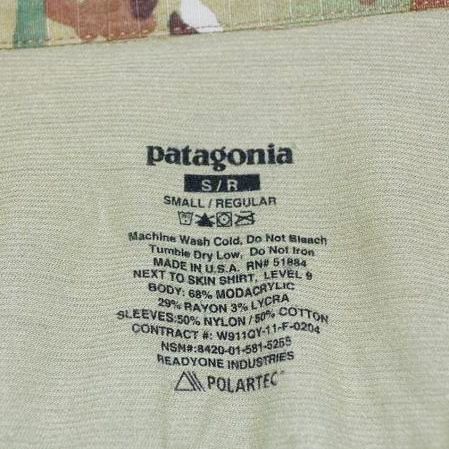 patagonia
S/R
SMALL / REGULAR
Machine Wash Cold, Do Not Bleach
Tumble Dry Low, Do Not Iron
MADE IN U.S.A. RN# 51884
NEXT TO SKIN SHIRT, LEVEL 9
BODY: 68% MODACRYLIC
29% RAYON 3% LYCRA
SLEEVES:50% NYLON / 50% COTTON
CONTRACT #: W911QY-11-F-0204
NSN#:8420-01-581-5255
READYONE INDUSTRIES
POLARTEC